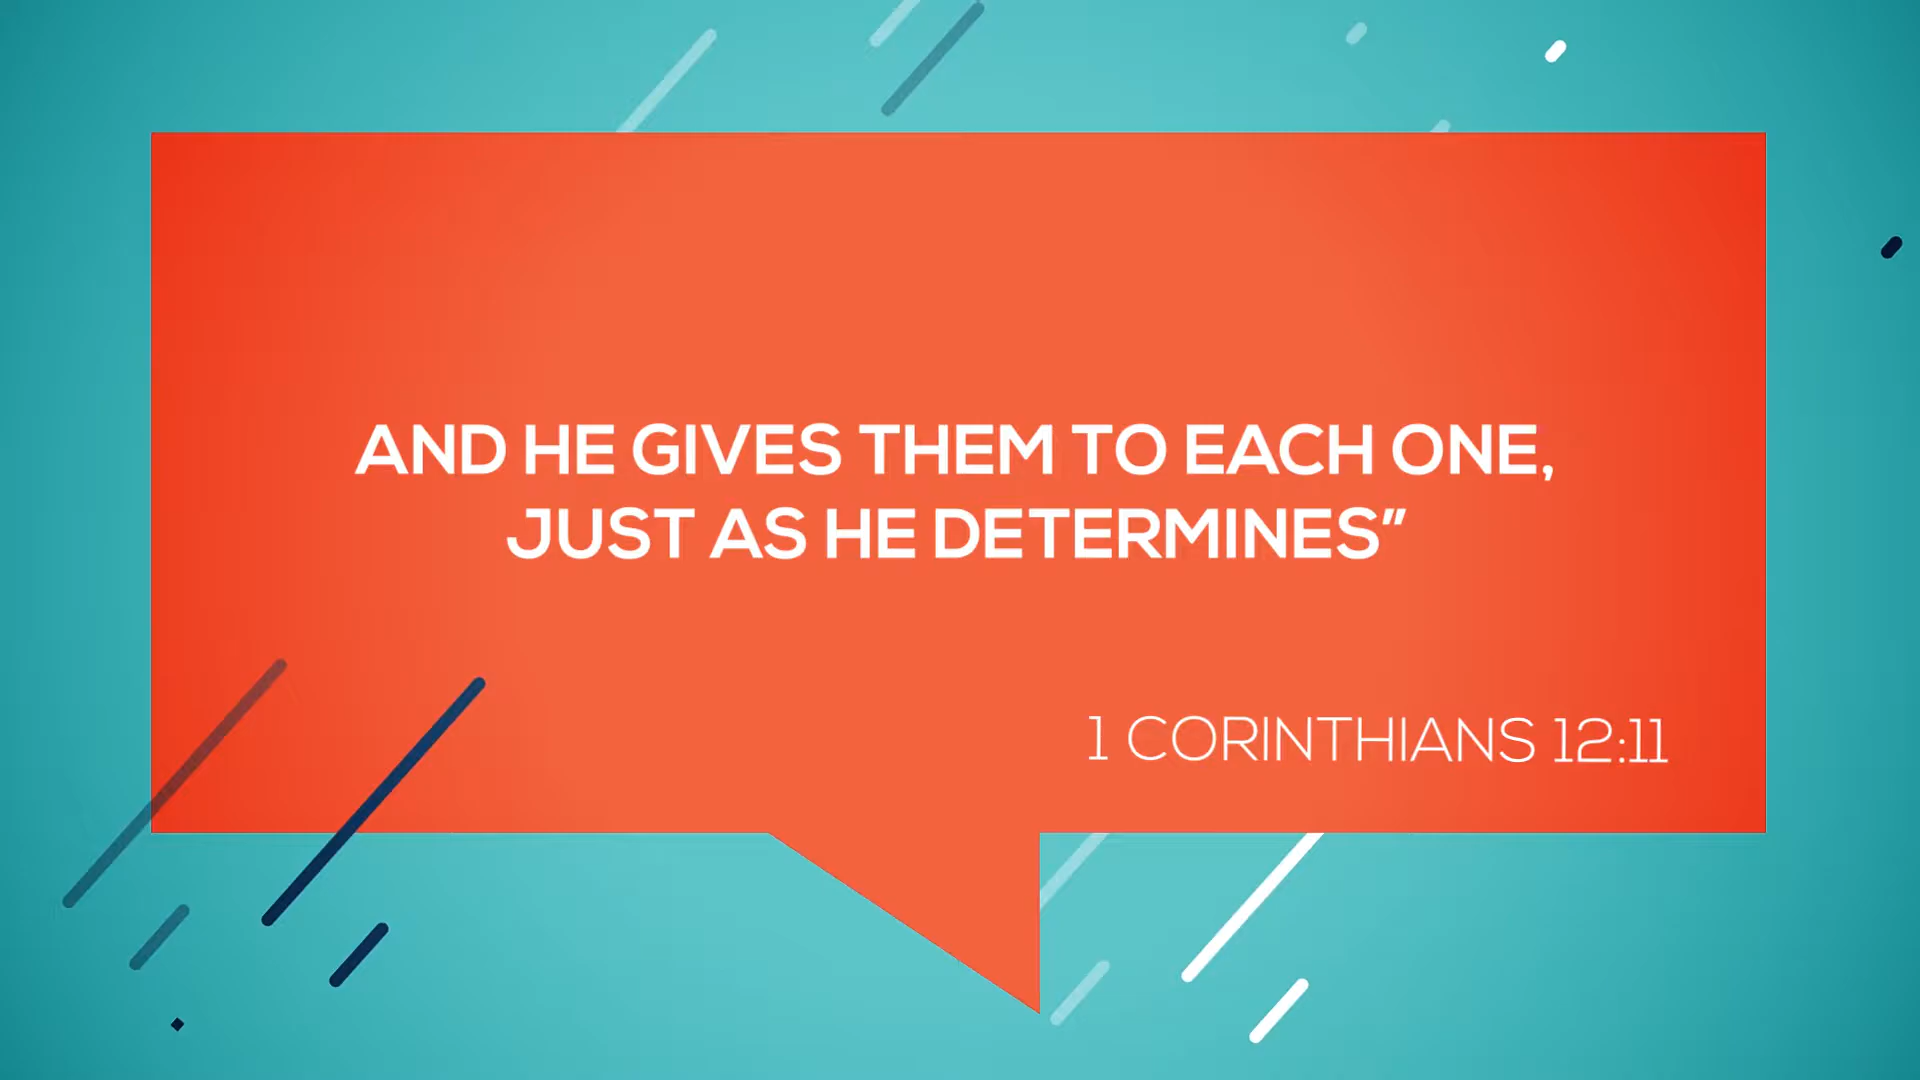 AND HE GIVES THEM TO EACH ONE,
JUST AS HE DETERMINES”
1 CORINTHIANS 12:11